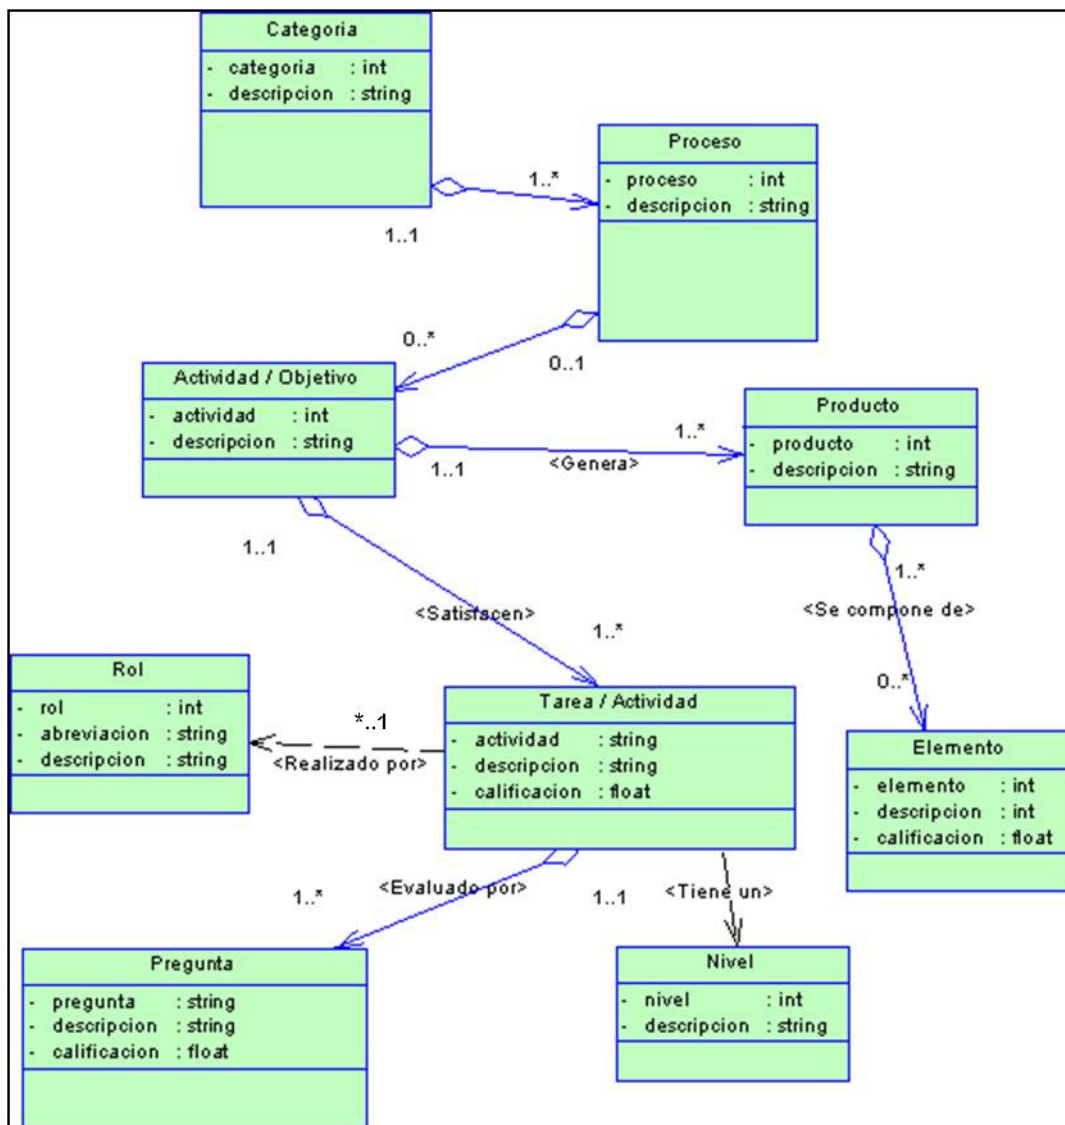 Categoria
- categoria : int
- descripcion : string
1..*
1..1
Proceso
- proceso : int
- descripcion : string
0..*
0..1
Actividad / Objetivo
- actividad : int
- descripcion : string
1..1
<Genera>
1..*
Producto
- producto : int
- descripcion : string
1..1
<Satisfacen>
1..*
1..*
<Se compone de>
0..*
Rol
- rol : int
- abreviacion : string
- descripcion : string
*..1
<Realizado por>
Tarea / Actividad
- actividad : string
- descripcion : string
- calificacion : float
Elemento
- elemento : int
- descripcion : int
- calificacion : float
1..*
<Evaluado por>
1..1
<Tiene un>
Pregunta
- pregunta : string
- descripcion : string
- calificacion : float
Nivel
- nivel : int
- descripcion : string